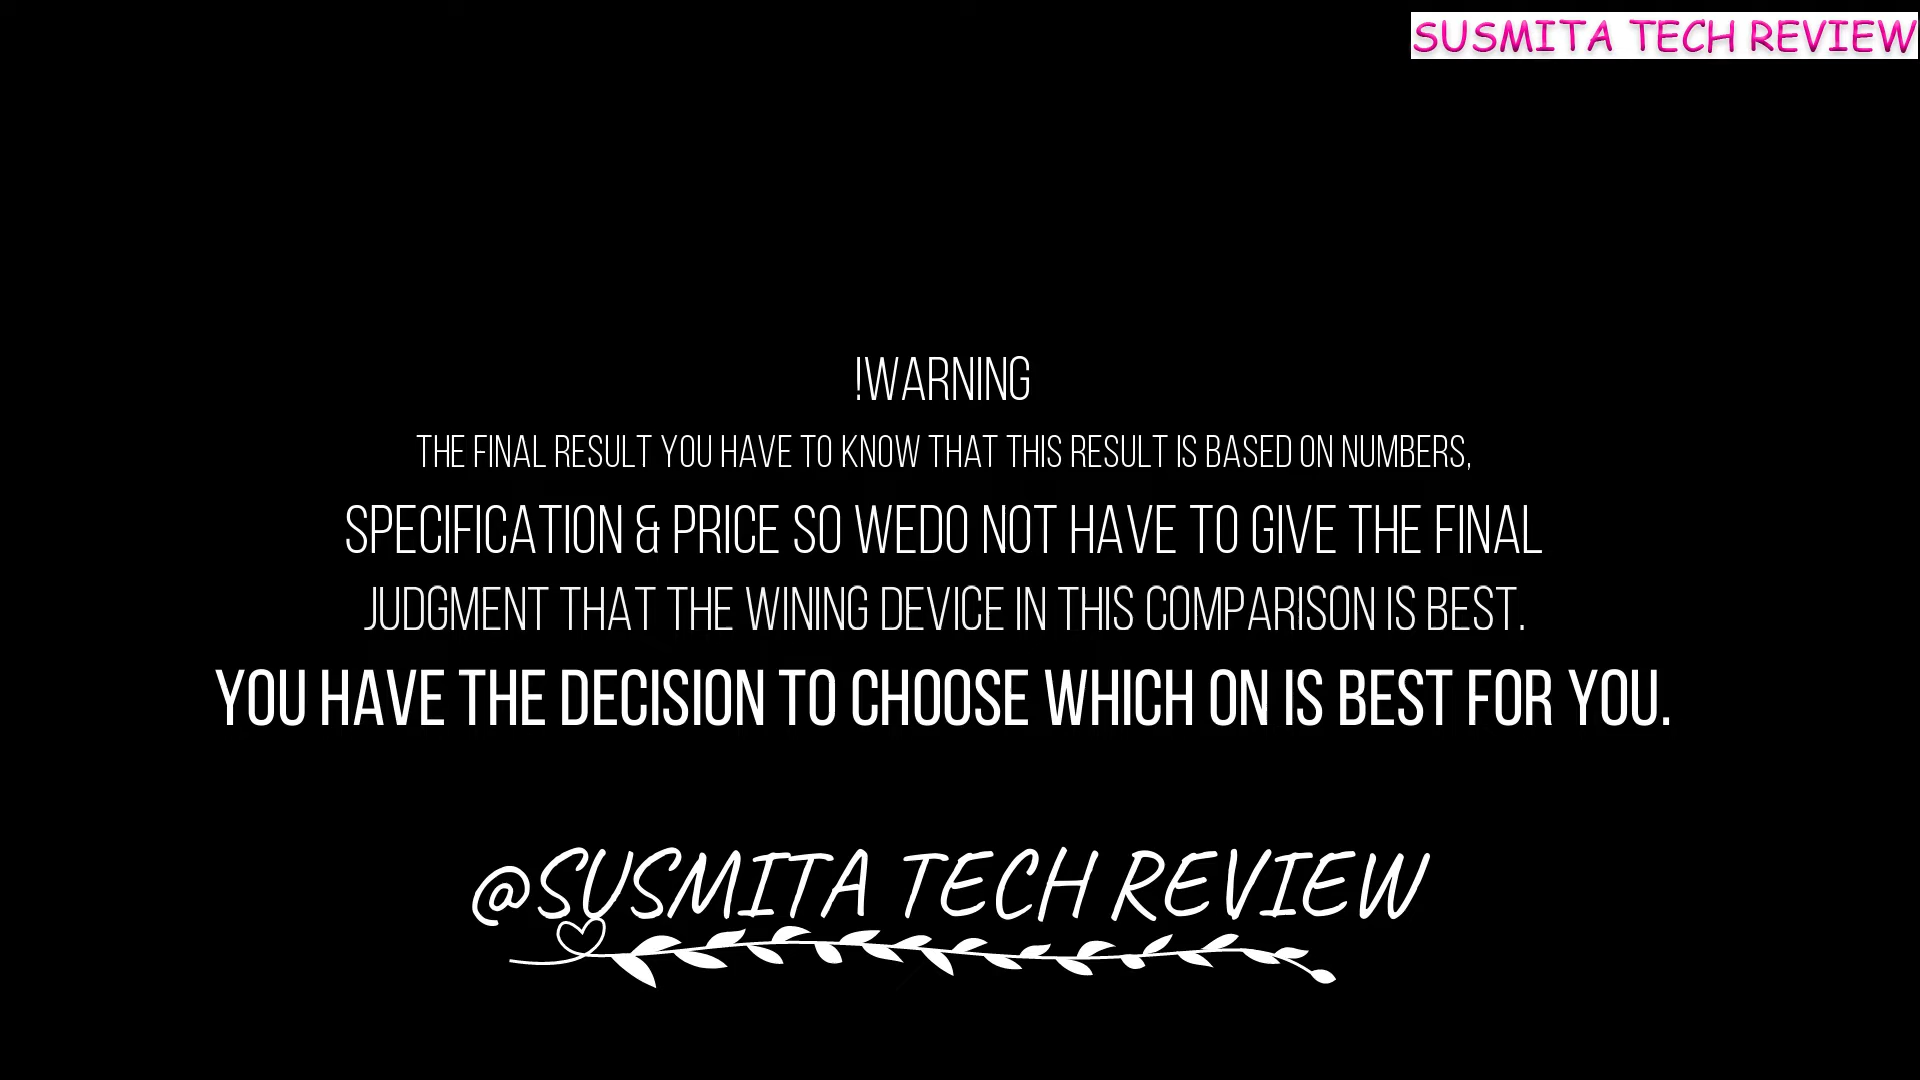 SUSMITA TECH REVIEW
!WARNING
THE FINAL RESULT YOU HAVE TO KNOW THAT THIS RESULT IS BASED ON NUMBERS,
SPECIFICATION & PRICE SO WEDO NOT HAVE TO GIVE THE FINAL
JUDGMENT THAT THE WINING DEVICE IN THIS COMPARISON IS BEST.
YOU HAVE THE DECISION TO CHOOSE WHICH ON IS BEST FOR YOU.
@SUSMITA TECH REVIEW